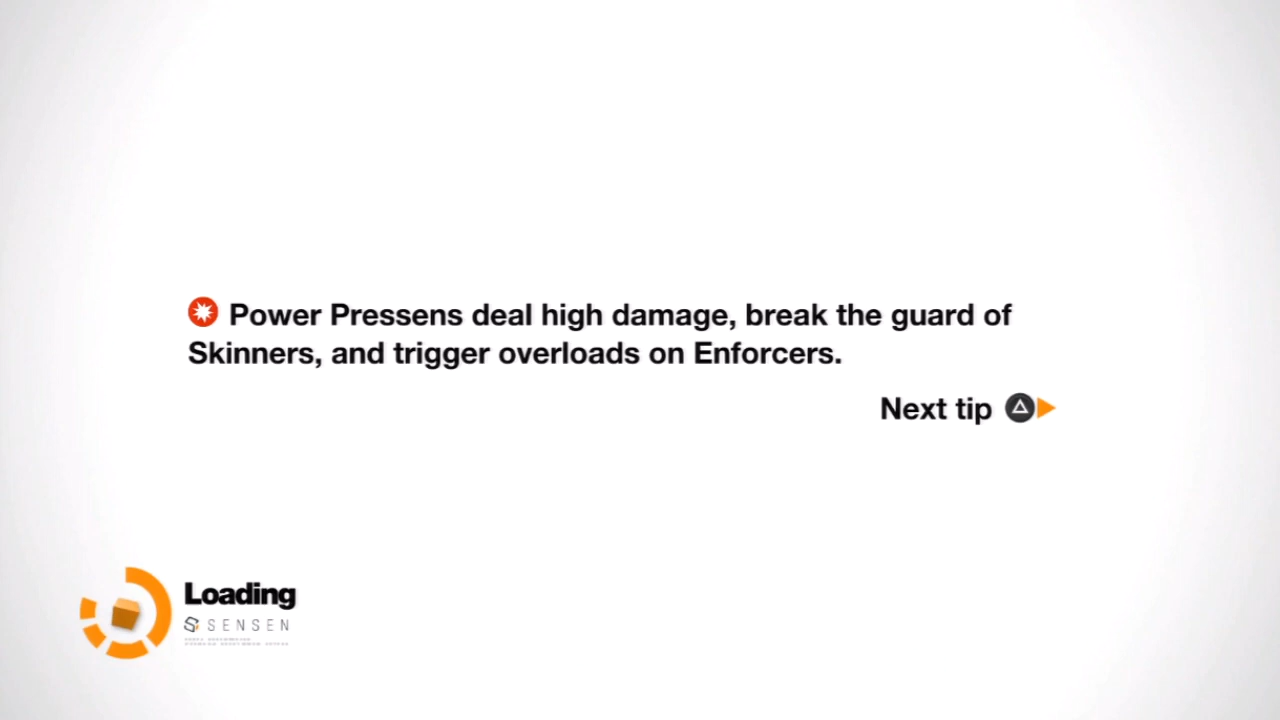 Power Pressens deal high damage, break the guard of
Skinners, and trigger overloads on Enforcers.
Next tip
Loading
SENSEN